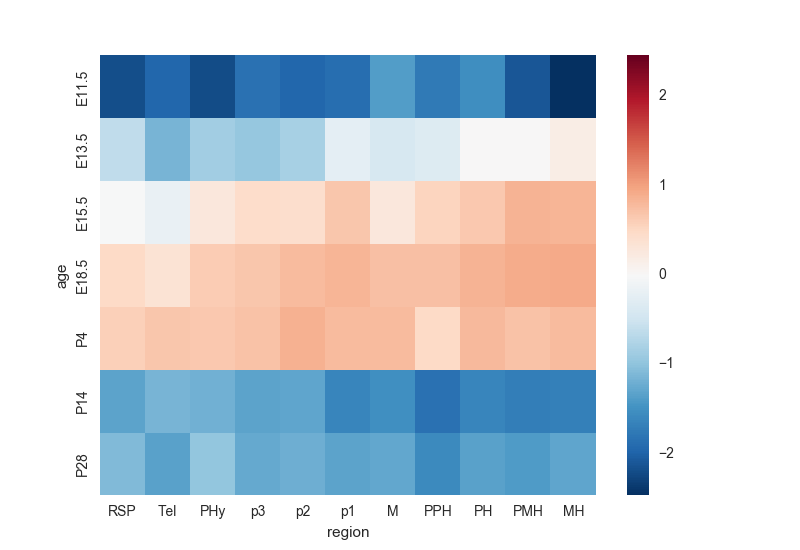 age
E11.5
E13.5
E15.5
E18.5
P4
P14
P28
RSP Tel PHy p3 p2 p1 M PPH PH PMH MH
region
2
1
0
−1
−2